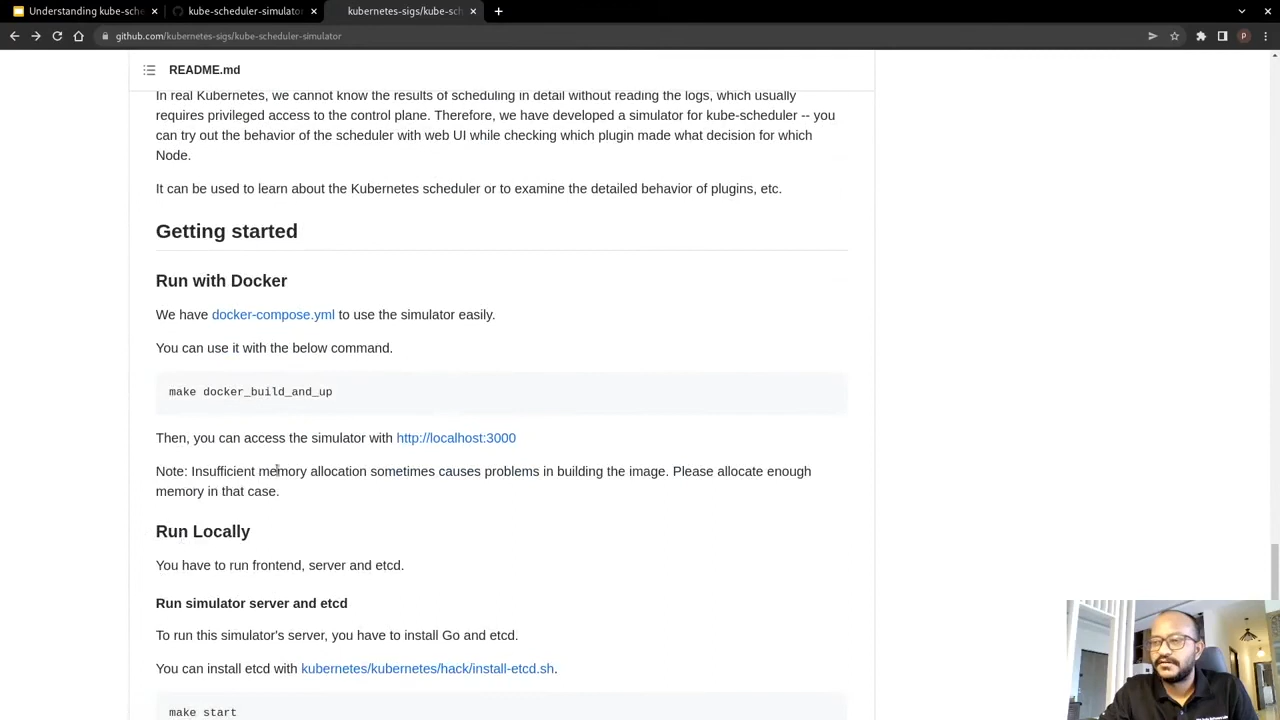 Understanding kube-sche
kube-scheduler-simulator
kubernetes-sigs/kube-sc
github.com/kubernetes-sigs/kube-scheduler-simulator
p
README.md
In real Kubernetes, we cannot know the results of scheduling in detail without reading the logs, which usually
requires privileged access to the control plane. Therefore, we have developed a simulator for kube-scheduler -- you
can try out the behavior of the scheduler with web UI while checking which plugin made what decision for which
Node.
It can be used to learn about the Kubernetes scheduler or to examine the detailed behavior of plugins, etc.
Getting started
Run with Docker
We have docker-compose.yml to use the simulator easily.
You can use it with the below command.
make docker_build_and_up
Then, you can access the simulator with http://localhost:3000
Note: Insufficient memory allocation sometimes causes problems in building the image. Please allocate enough
memory in that case.
Run Locally
You have to run frontend, server and etcd.
Run simulator server and etcd
To run this simulator's server, you have to install Go and etcd.
You can install etcd with kubernetes/kubernetes/hack/install-etcd.sh.
make start